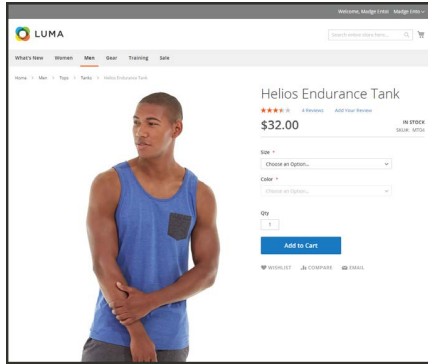 Welcome, Madge Ento! Madge Ento
LUMA
Search entire store here...
What's New Women Men Gear Training Sale
Home > Men > Tops > Tanks > Helios Endurance Tank
Helios Endurance Tank
4 Reviews Add Your Review
$32.00
IN STOCK
Size *
Choose an Option...
Color *
Choose an Option...
Qty
1
Add to Cart
WISHLIST COMPARE EMAIL